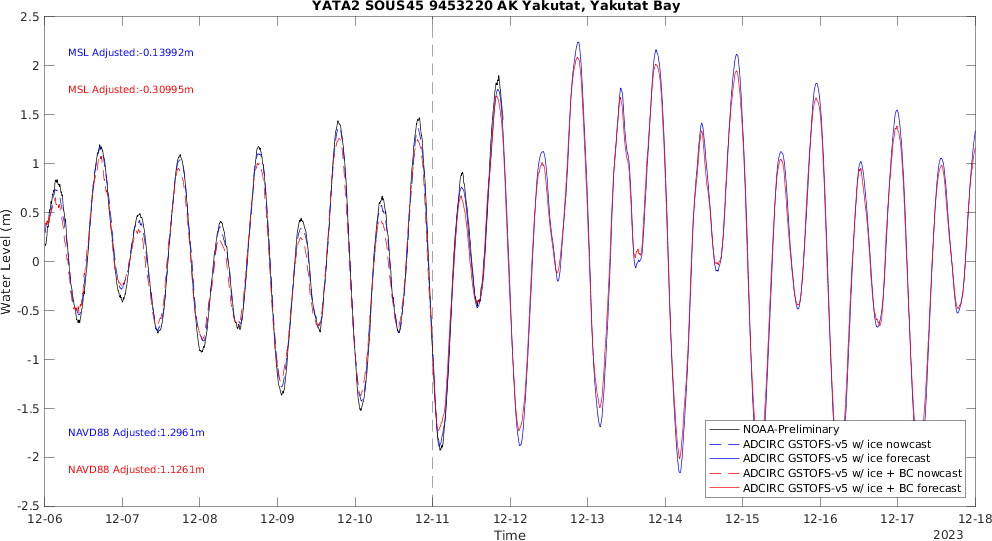 YATA2 SOUS45 9453220 AK Yakutat, Yakutat Bay
MSL Adjusted:-0.13992m
MSL Adjusted:-0.30995m
NAVD88 Adjusted:1.2961m
NAVD88 Adjusted:1.1261m
Water Level (m)
2.5
2
1.5
1
0.5
0
-0.5
-1
-1.5
-2
-2.5
NOAA-Preliminary
ADCIRC GSTOFS-v5 w/ ice nowcast
ADCIRC GSTOFS-v5 w/ ice forecast
ADCIRC GSTOFS-v5 w/ ice + BC nowcast
ADCIRC GSTOFS-v5 w/ ice + BC forecast
12-06 12-07 12-08 12-09 12-10 12-11 12-12 12-13 12-14 12-15 12-16 12-17 12-18
Time
2023